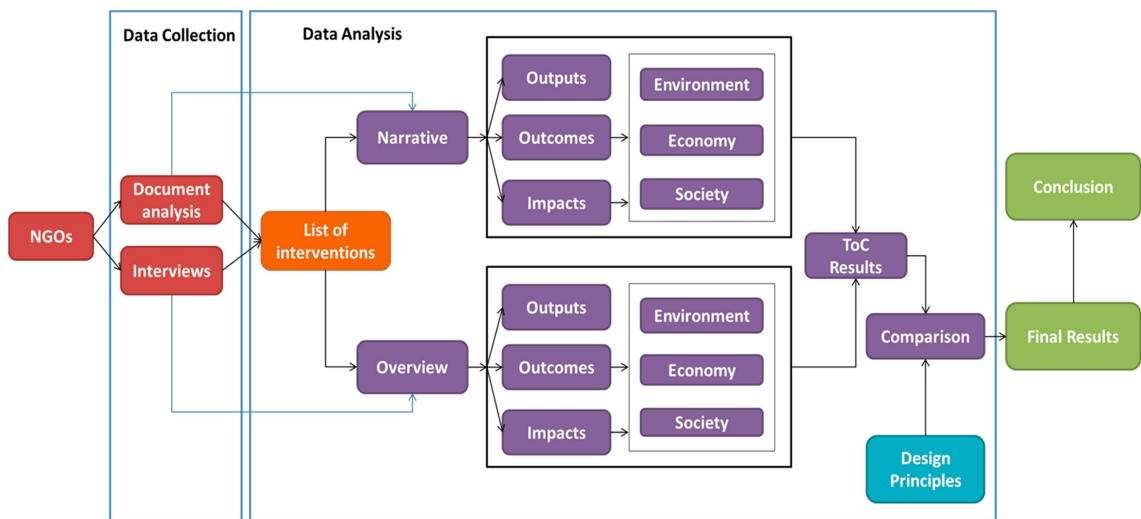 Data Collection
Data Analysis
NGOs
Document
analysis
Interviews
List of
interventions
Narrative
Outputs
Outcomes
Impacts
Environment
Economy
Society
Overview
Outputs
Outcomes
Impacts
Environment
Economy
Society
ToC
Results
Comparison
Design
Principles
Final Results
Conclusion